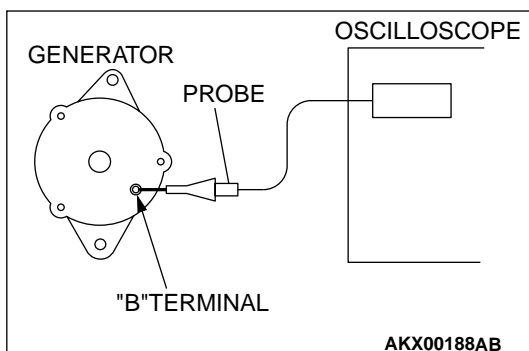 OSCILLOSCOPE
GENERATOR
PROBE
"B"TERMINAL
AKX00188AB